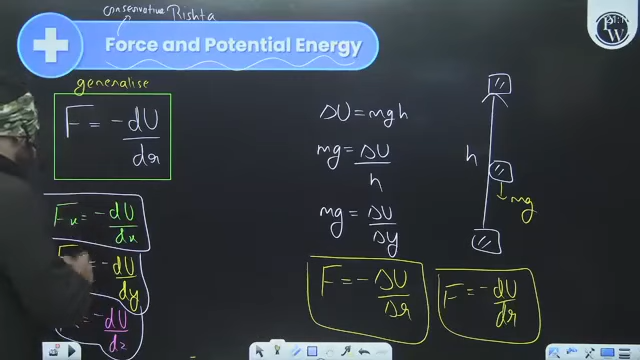 conservative Rishta
Force and Potential Energy
generalise
F = -dU/dr
Fx = -dU/dx
= -dU/dy
= -dU/dz
ΔU = mgh
mg = ΔU/h
mg = ΔU/Δy
F = -ΔU/Δr
F = -dU/dr
h
mg
W